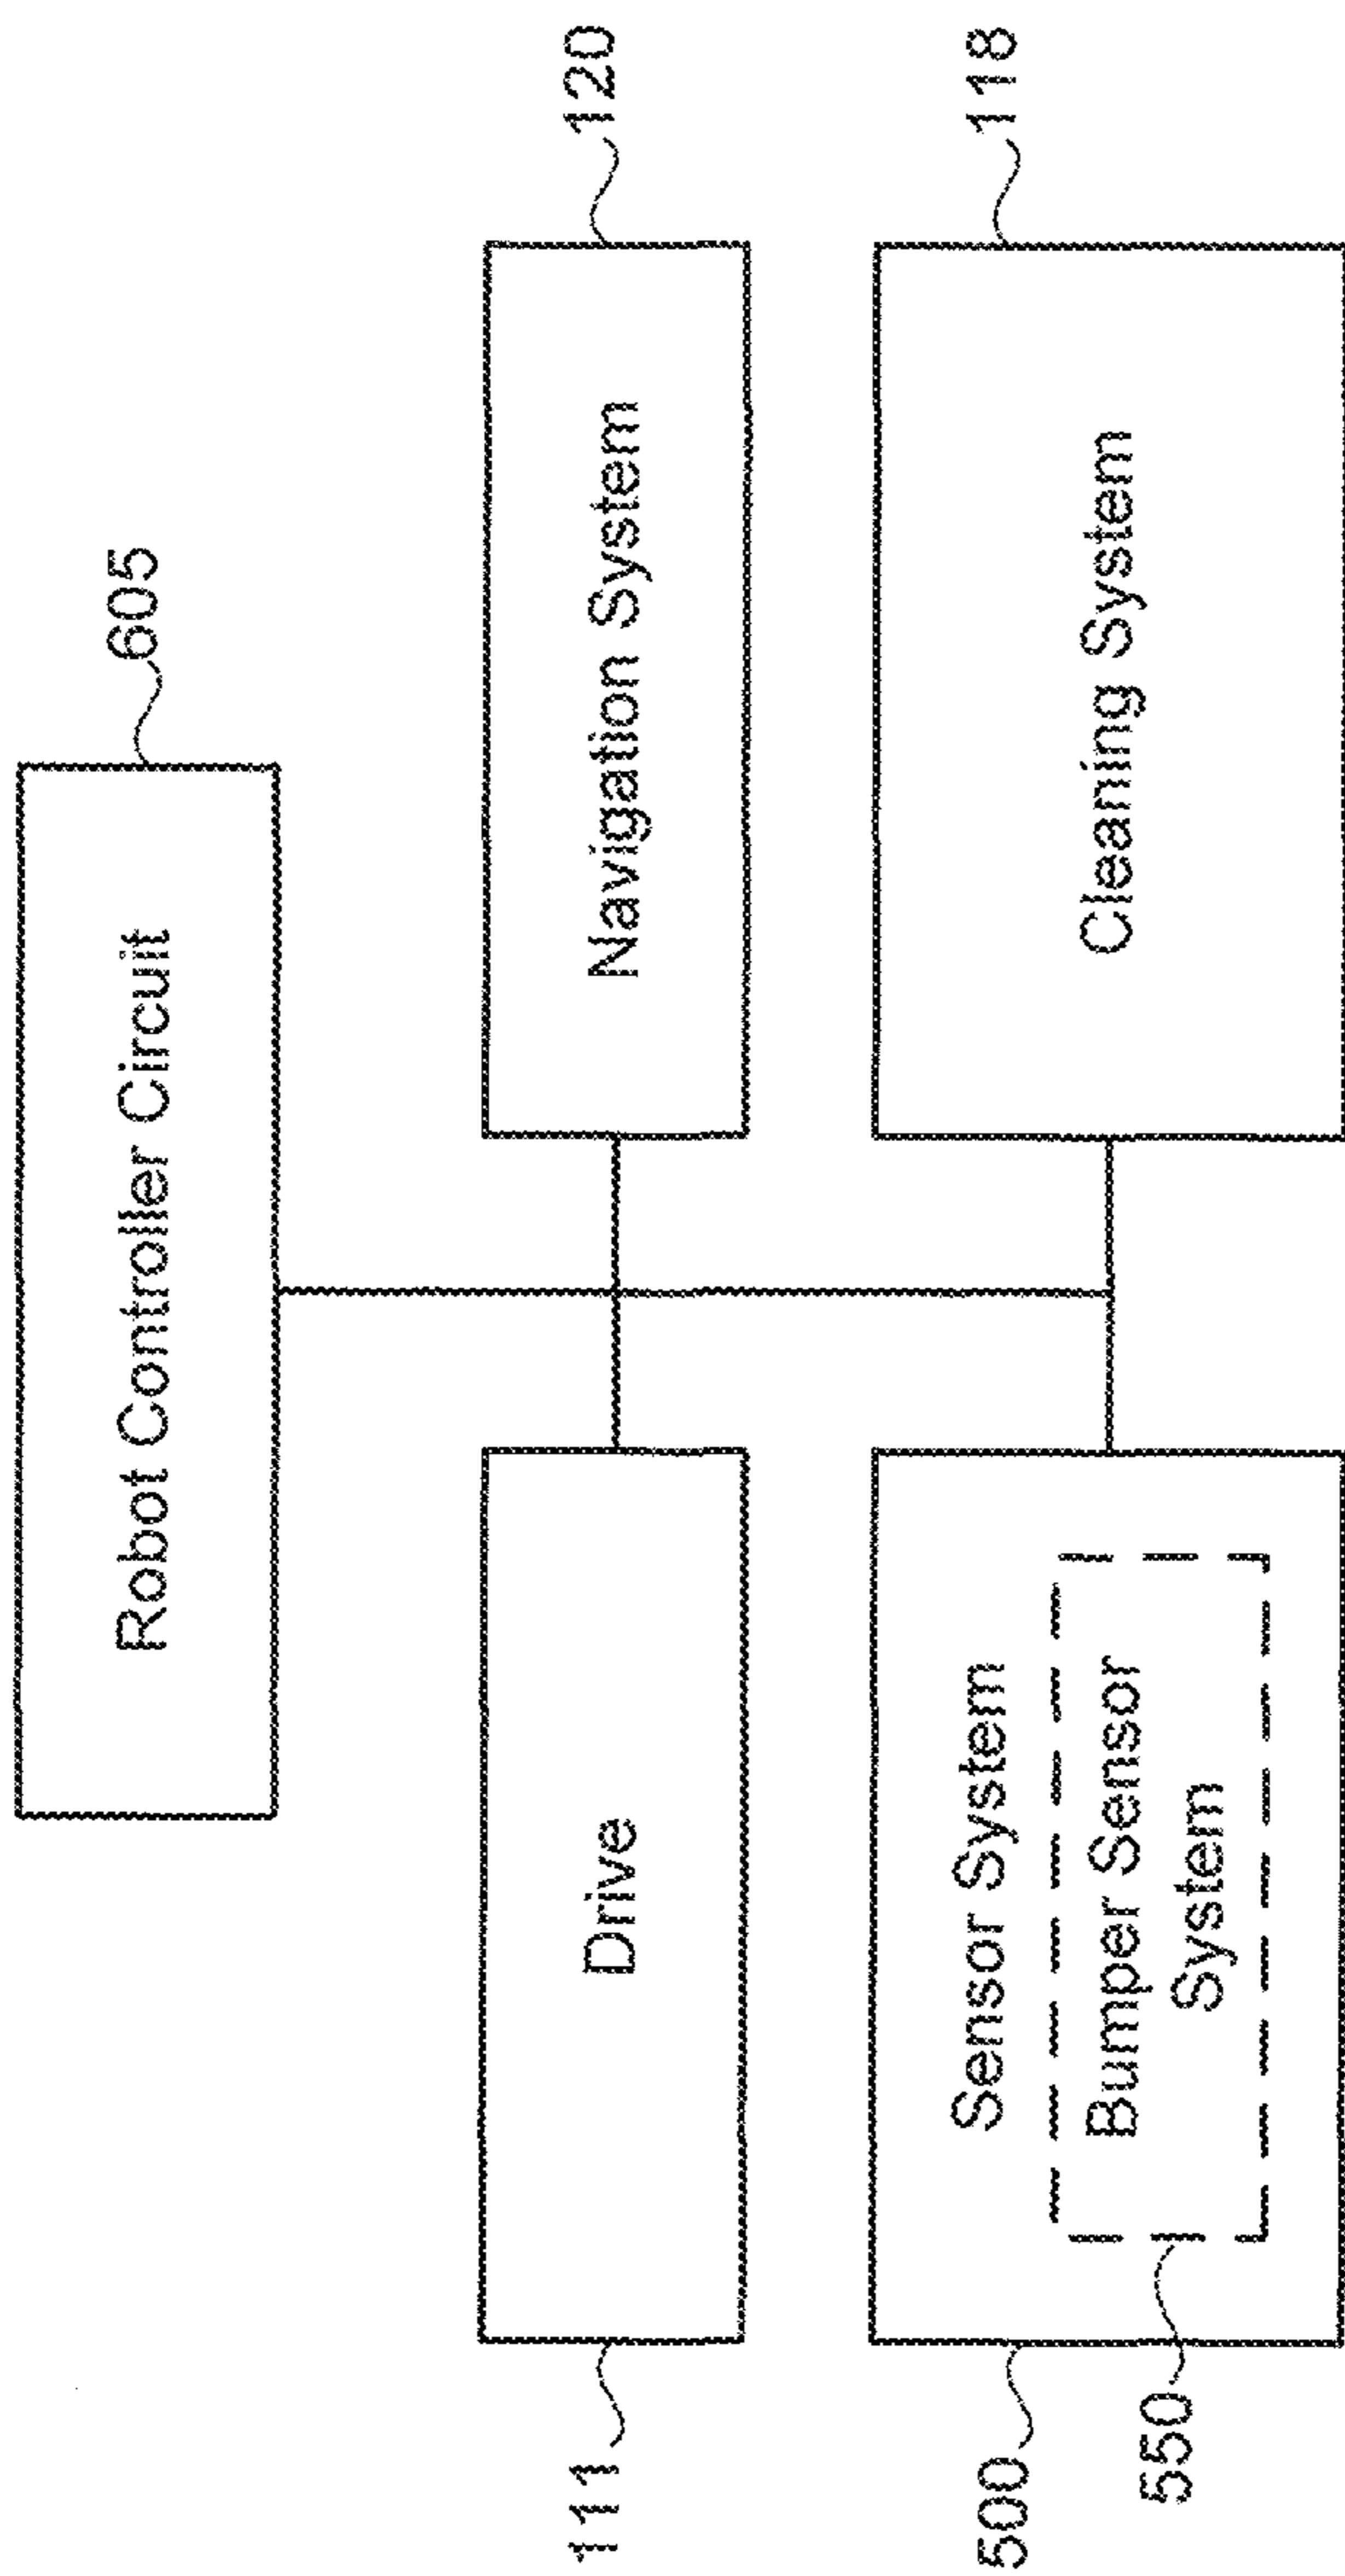 605
Robot Controller Circuit
111
Drive
120
Navigation System
500
Sensor System
550
Bumper Sensor
System
118
Cleaning System